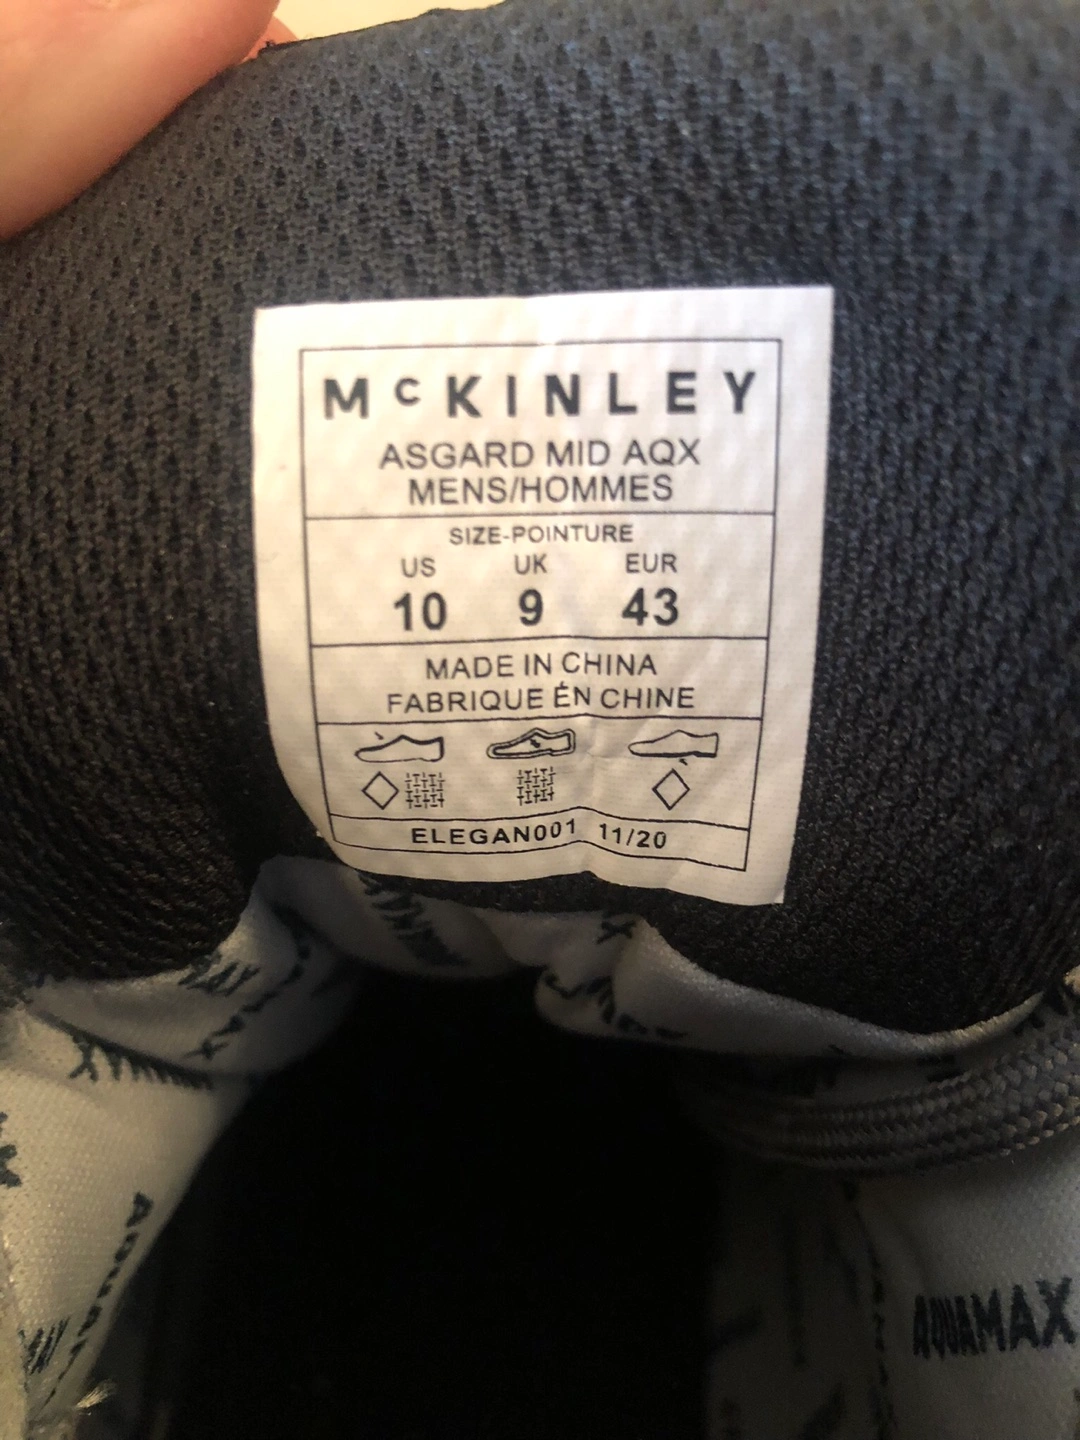 McKINLEY
ASGARD MID AQX
MENS/HOMMES
SIZE-POINTURE
US UK EUR
10 9 43
MADE IN CHINA
FABRIQUE ÉN CHINE
ELEGAN001 11/20
AQUAMAX